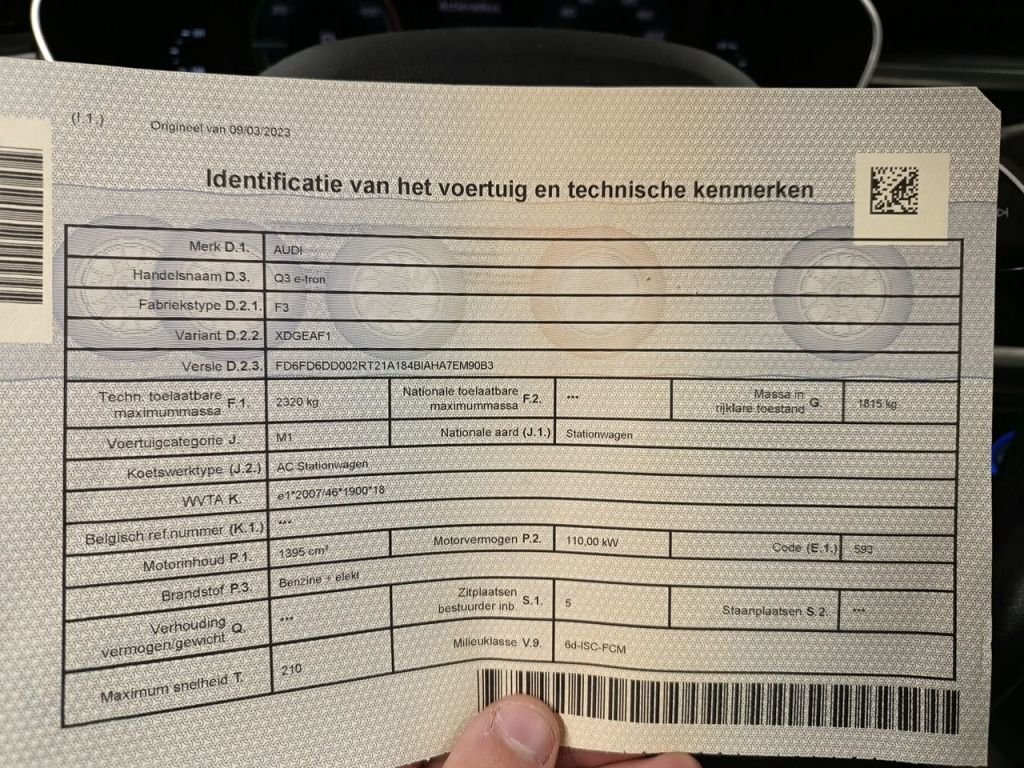 (I.1.)
Origineel van 09/03/2023
Identificatie van het voertuig en technische kenmerken
Merk D.1. AUDI
Handelsnaam D.3. Q3 e-tron
Fabriekstype D.2.1. F3
Variant D.2.2. XDGEAF1
Versie D.2.3. FD6FD6DD002RT21A184BIAHA7EM90B3
Techn. toelaatbare maximummassa F.1. 2320 kg Nationale toelaatbare maximummassa F.2. *** Massa in rijklare toestand G. 1815 kg
Voertuigcategorie J. M1 Nationale aard (J.1.) Stationwagen
Koetswerktype (J.2.) AC Stationwagen
WVTA K. e1*2007/46*1900*18
Belgisch ref.nummer (K.1.) ***
Motorinhoud P.1. 1395 cm³ Motorvermogen P.2. 110,00 kW Code (E.1.) 593
Brandstof P.3. Benzine + elekt
Verhouding vermogen/gewicht Q. *** Zitplaatsen bestuurder inb. S.1. 5 Staanplaatsen S.2. ***
Maximum snelheid T. 210 Milieuklasse V.9. 6d-ISC-FCM